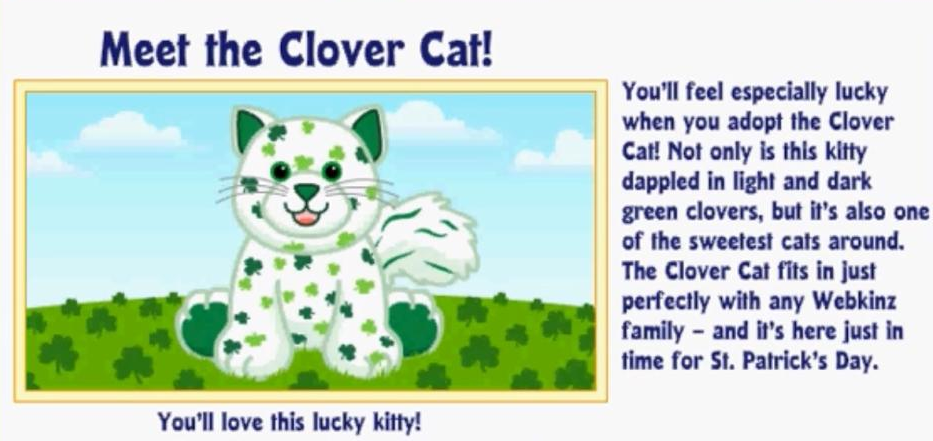 Meet the Clover Cat!
You'll feel especially lucky
when you adopt the Clover
Cat! Not only is this kitty
dappled in light and dark
green clovers, but it's also one
of the sweetest cats around.
The Clover Cat fits in just
perfectly with any Webkinz
family – and it's here just in
time for St. Patrick's Day.
You'll love this lucky kitty!